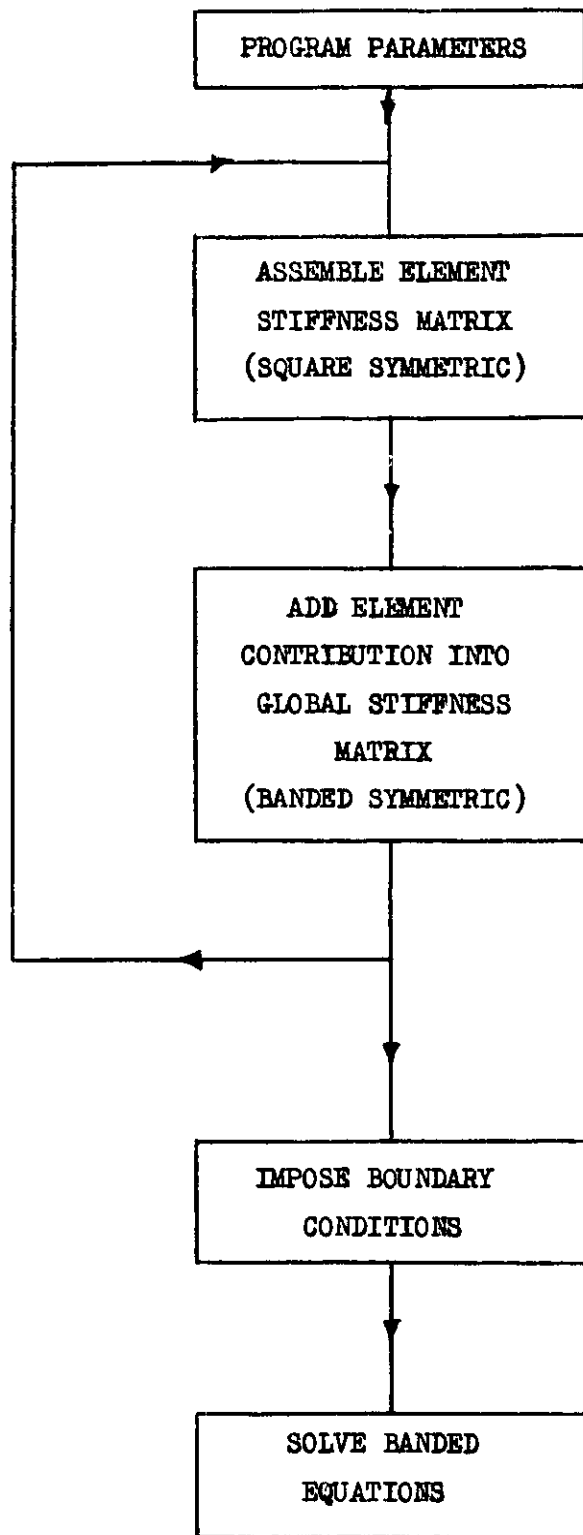 PROGRAM PARAMETERS
ASSEMBLE ELEMENT
STIFFNESS MATRIX
(SQUARE SYMMETRIC)
ADD ELEMENT
CONTRIBUTION INTO
GLOBAL STIFFNESS
MATRIX
(BANDED SYMMETRIC)
IMPOSE BOUNDARY
CONDITIONS
SOLVE BANDED
EQUATIONS